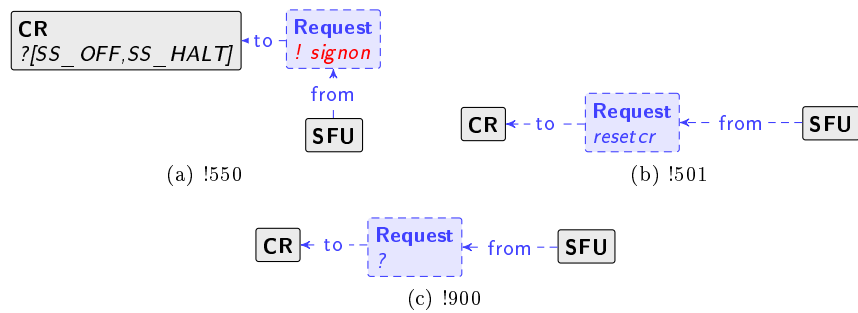 CR
?[SS_OFF,SS_HALT]
to
Request
! signon
from
SFU
(a) !550
CR
to
Request
resetcr
from
SFU
(b) !501
CR
to
Request
?
from
SFU
(c) !900